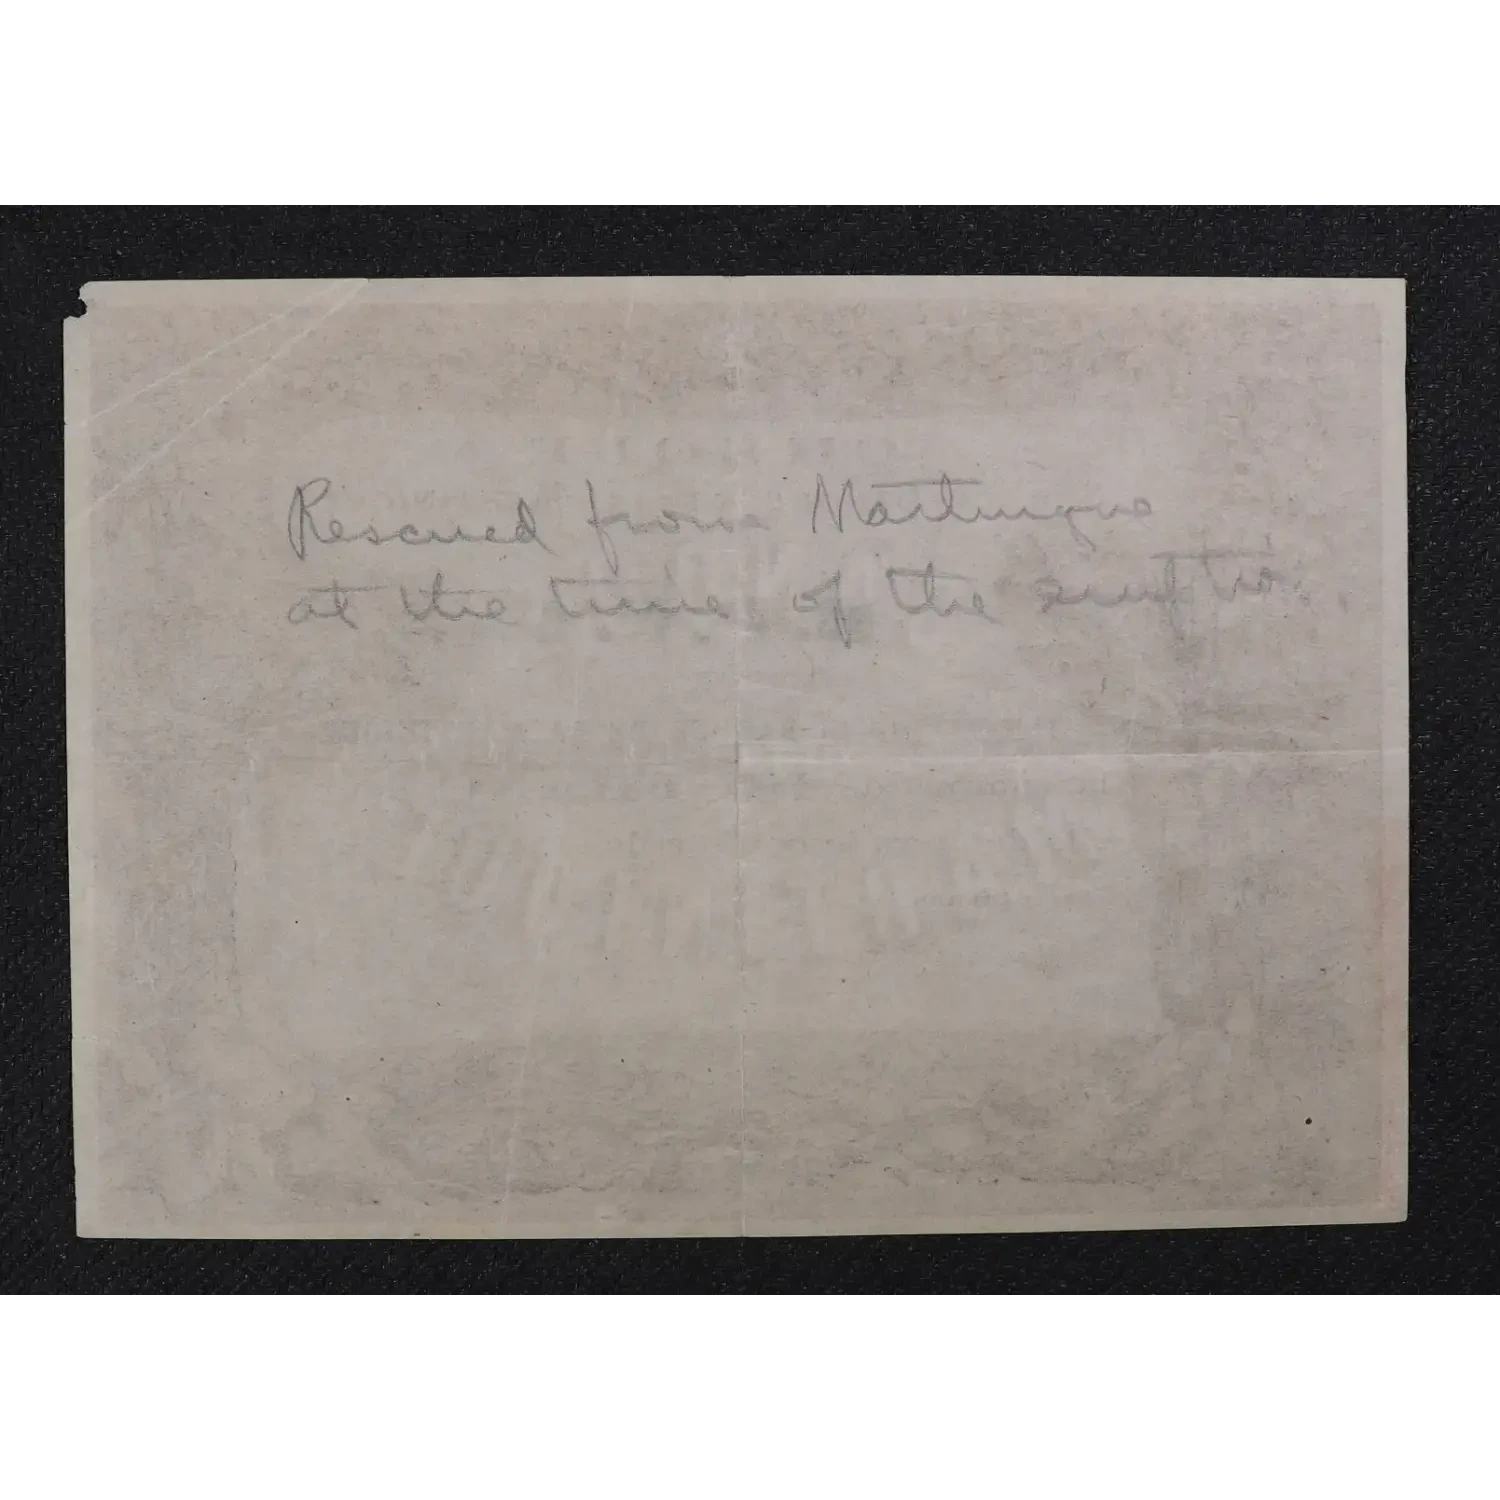 Rescued from Martinique
at the time of the eruption.